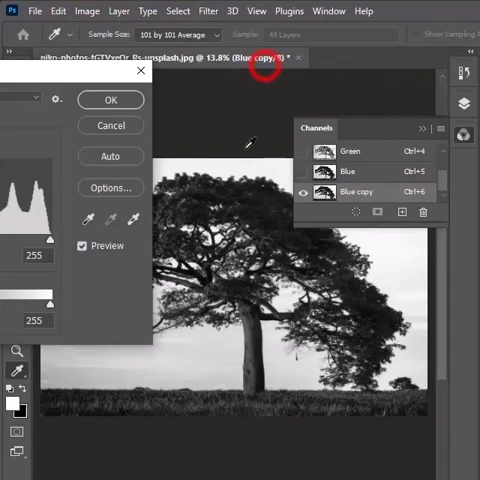 Ps File Edit Image Layer Type Select Filter 3D View Plugins Window Help
Sample Size: 101 by 101 Average Sample: All Layers Show Sampling
niko-photos-tGTVxeOr_Rs-unsplash.jpg @ 13.8% (Blue copy/8) *
OK
Cancel
Auto
Options...
Preview
255
255
Channels
Green Ctrl+4
Blue Ctrl+5
Blue copy Ctrl+6